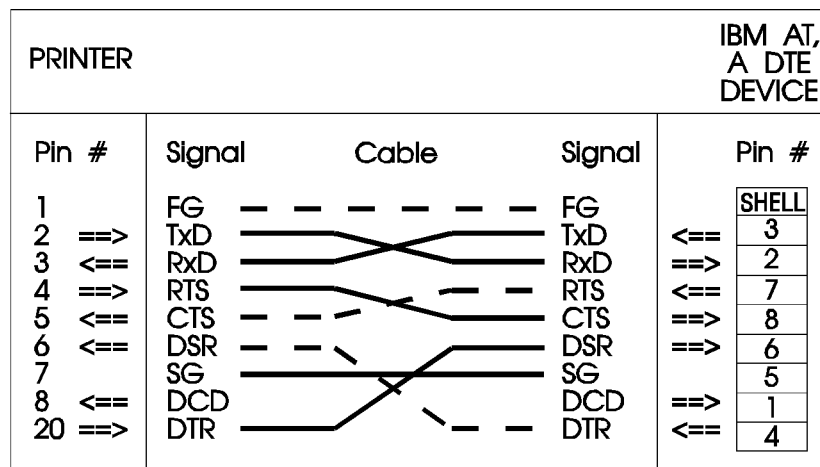 PRINTER IBM AT,
A DTE
DEVICE
Pin # Signal Cable Signal Pin #
1 FG FG SHELL
2 ==> TxD TxD <== 3
3 <== RxD RxD ==> 2
4 ==> RTS RTS <== 7
5 <== CTS CTS ==> 8
6 <== DSR DSR ==> 6
7 SG SG 5
8 <== DCD DCD ==> 1
20 ==> DTR DTR <== 4